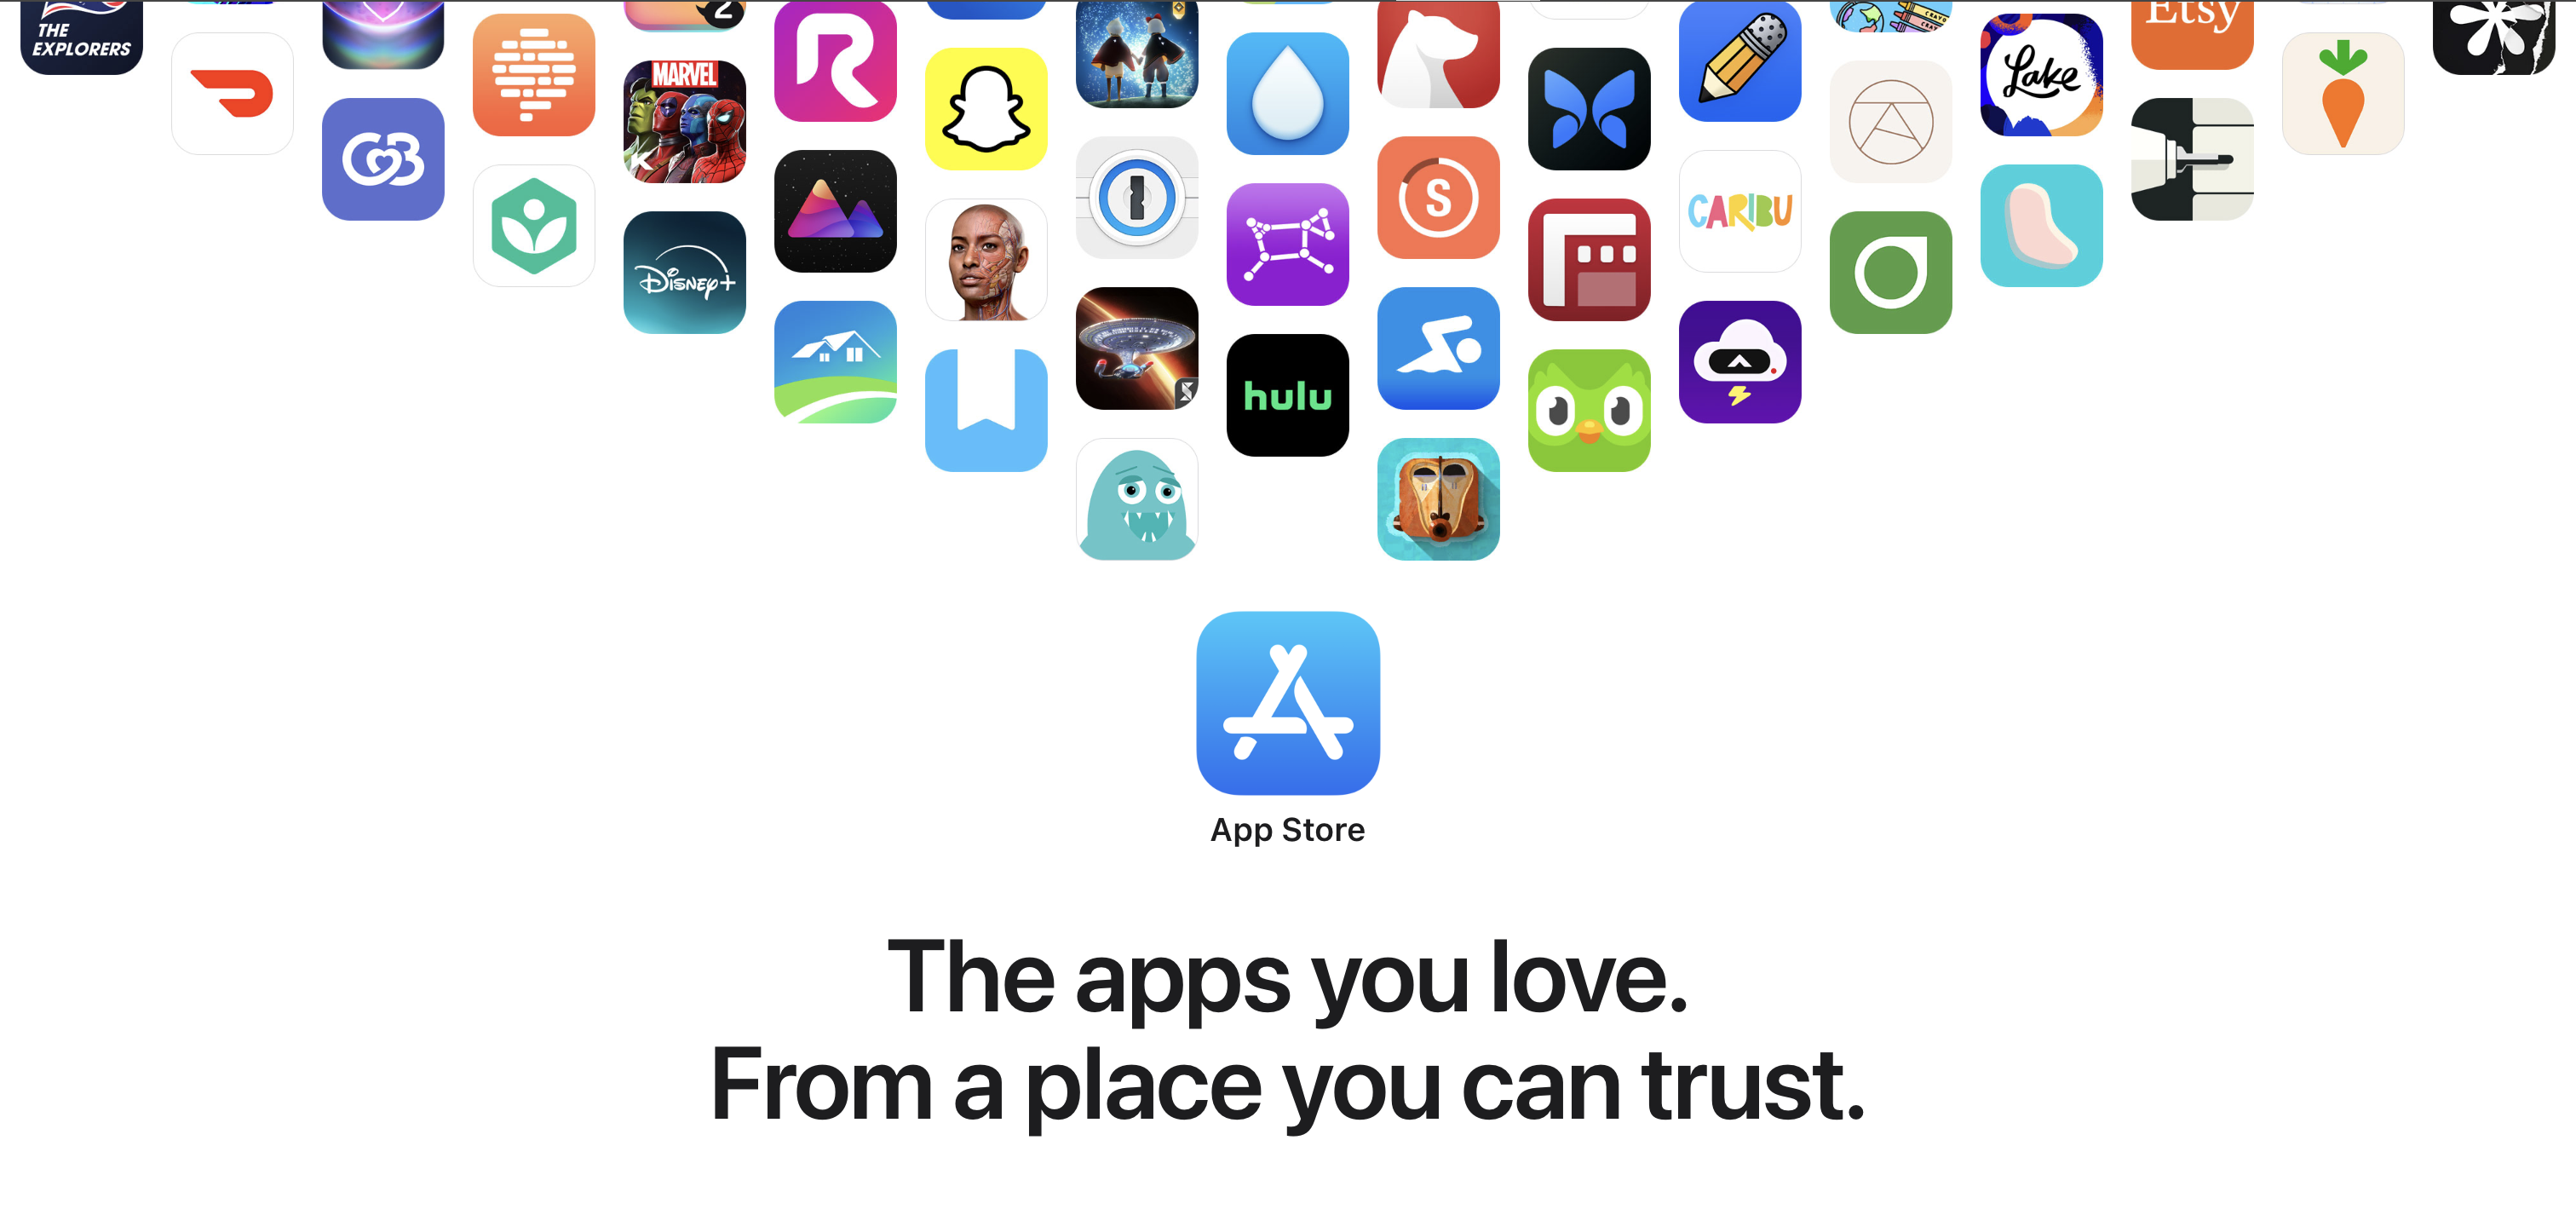 THE
EXPLORERS
2
Etsy
MARVEL
K
Lake
S
CARIBU
Disney+
hulu
App Store
The apps you love.
From a place you can trust.